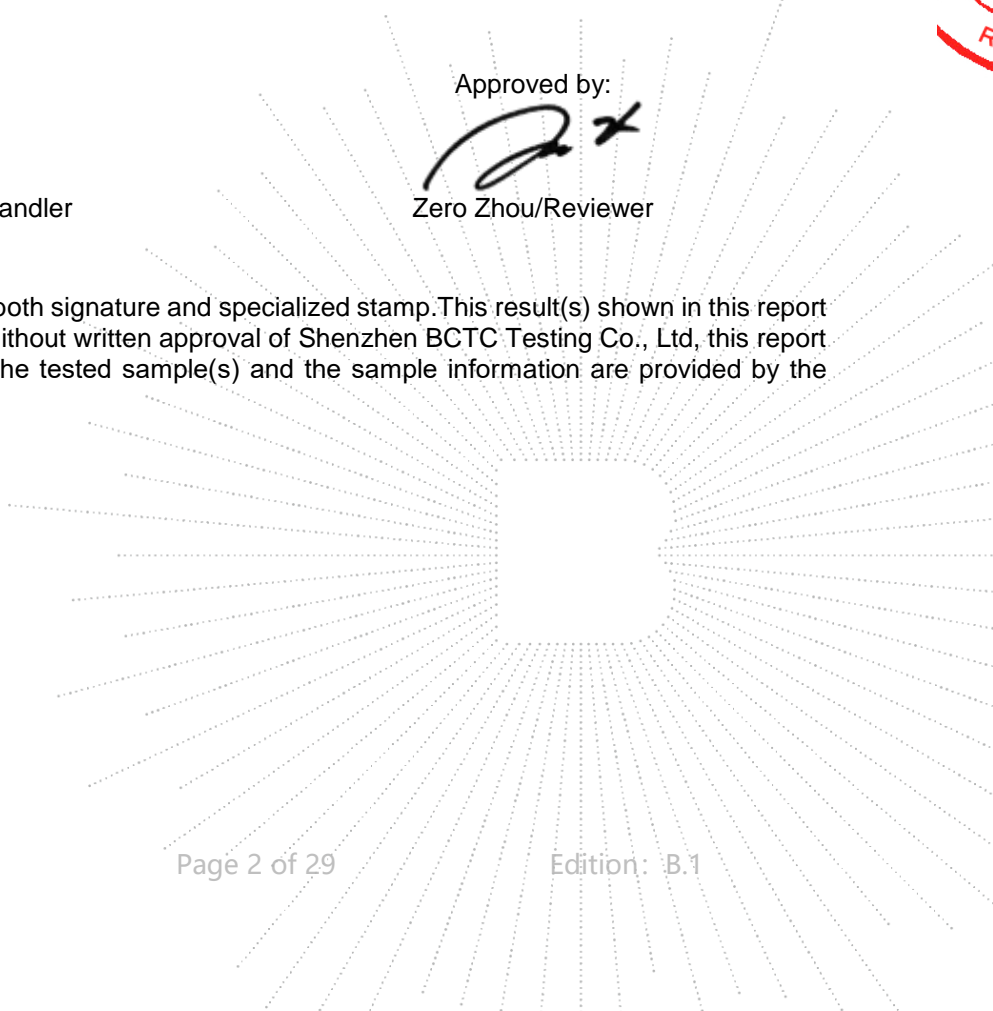 Approved by:
andler
Zero Zhou/Reviewer
ooth signature and specialized stamp.This result(s) shown in this report
ithout written approval of Shenzhen BCTC Testing Co., Ltd, this report
he tested sample(s) and the sample information are provided by the
Page 2 of 29
Edition: B.1